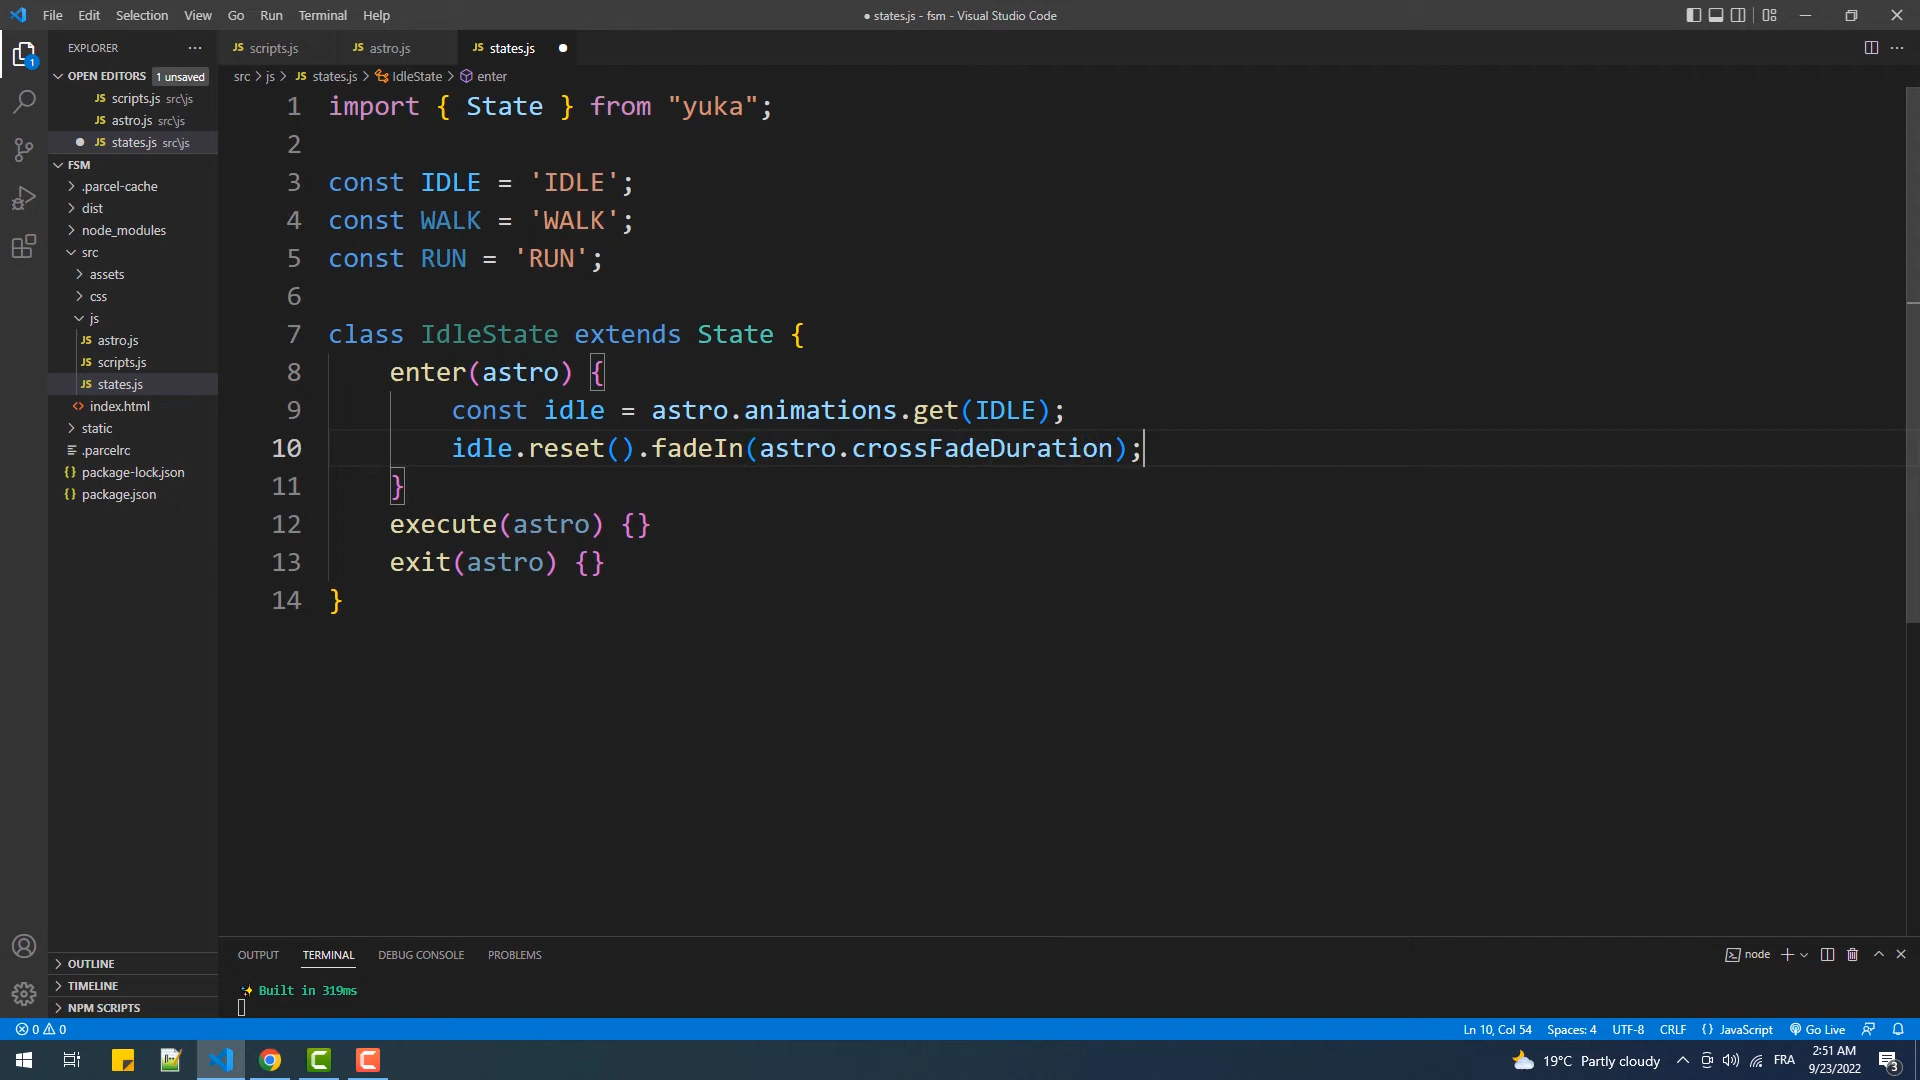 File Edit Selection View Go Run Terminal Help
● states.js - fsm - Visual Studio Code
EXPLORER
OPEN EDITORS 1 unsaved
scripts.js src\js
astro.js src\js
states.js src\js
FSM
.parcel-cache
dist
node_modules
src
assets
css
js
JS astro.js
JS scripts.js
JS states.js
index.html
static
.parcelrc
package-lock.json
package.json
OUTLINE
TIMELINE
NPM SCRIPTS
JS scripts.js JS astro.js JS states.js
src > js > JS states.js > IdleState > enter
1 import { State } from "yuka";
2
3 const IDLE = 'IDLE';
4 const WALK = 'WALK';
5 const RUN = 'RUN';
6
7 class IdleState extends State {
8 enter(astro) {
9 const idle = astro.animations.get(IDLE);
10 idle.reset().fadeIn(astro.crossFadeDuration);
11 }
12 execute(astro) {}
13 exit(astro) {}
14 }
OUTPUT TERMINAL DEBUG CONSOLE PROBLEMS
node
✨ Built in 319ms
0 0
Ln 10, Col 54 Spaces: 4 UTF-8 CRLF { } JavaScript Go Live
19°C Partly cloudy FRA 2:51 AM
9/23/2022
3